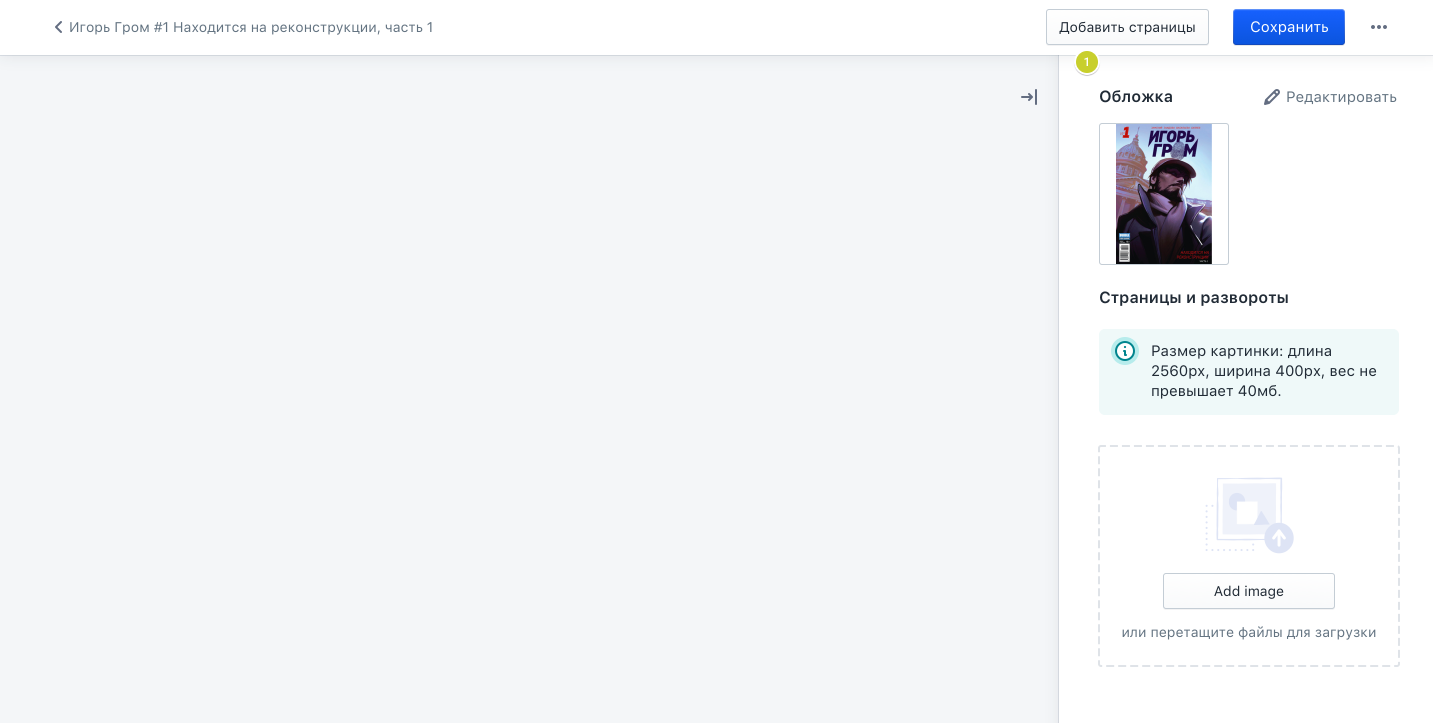 Игорь Гром #1 Находится на реконструкции, часть 1
Добавить страницы
Сохранить
1
Обложка
Редактировать
1
ИГОРЬ
ГРОМ
Страницы и развороты
Размер картинки: длина
2560px, ширина 400px, вес не
превышает 40мб.
Add image
или перетащите файлы для загрузки